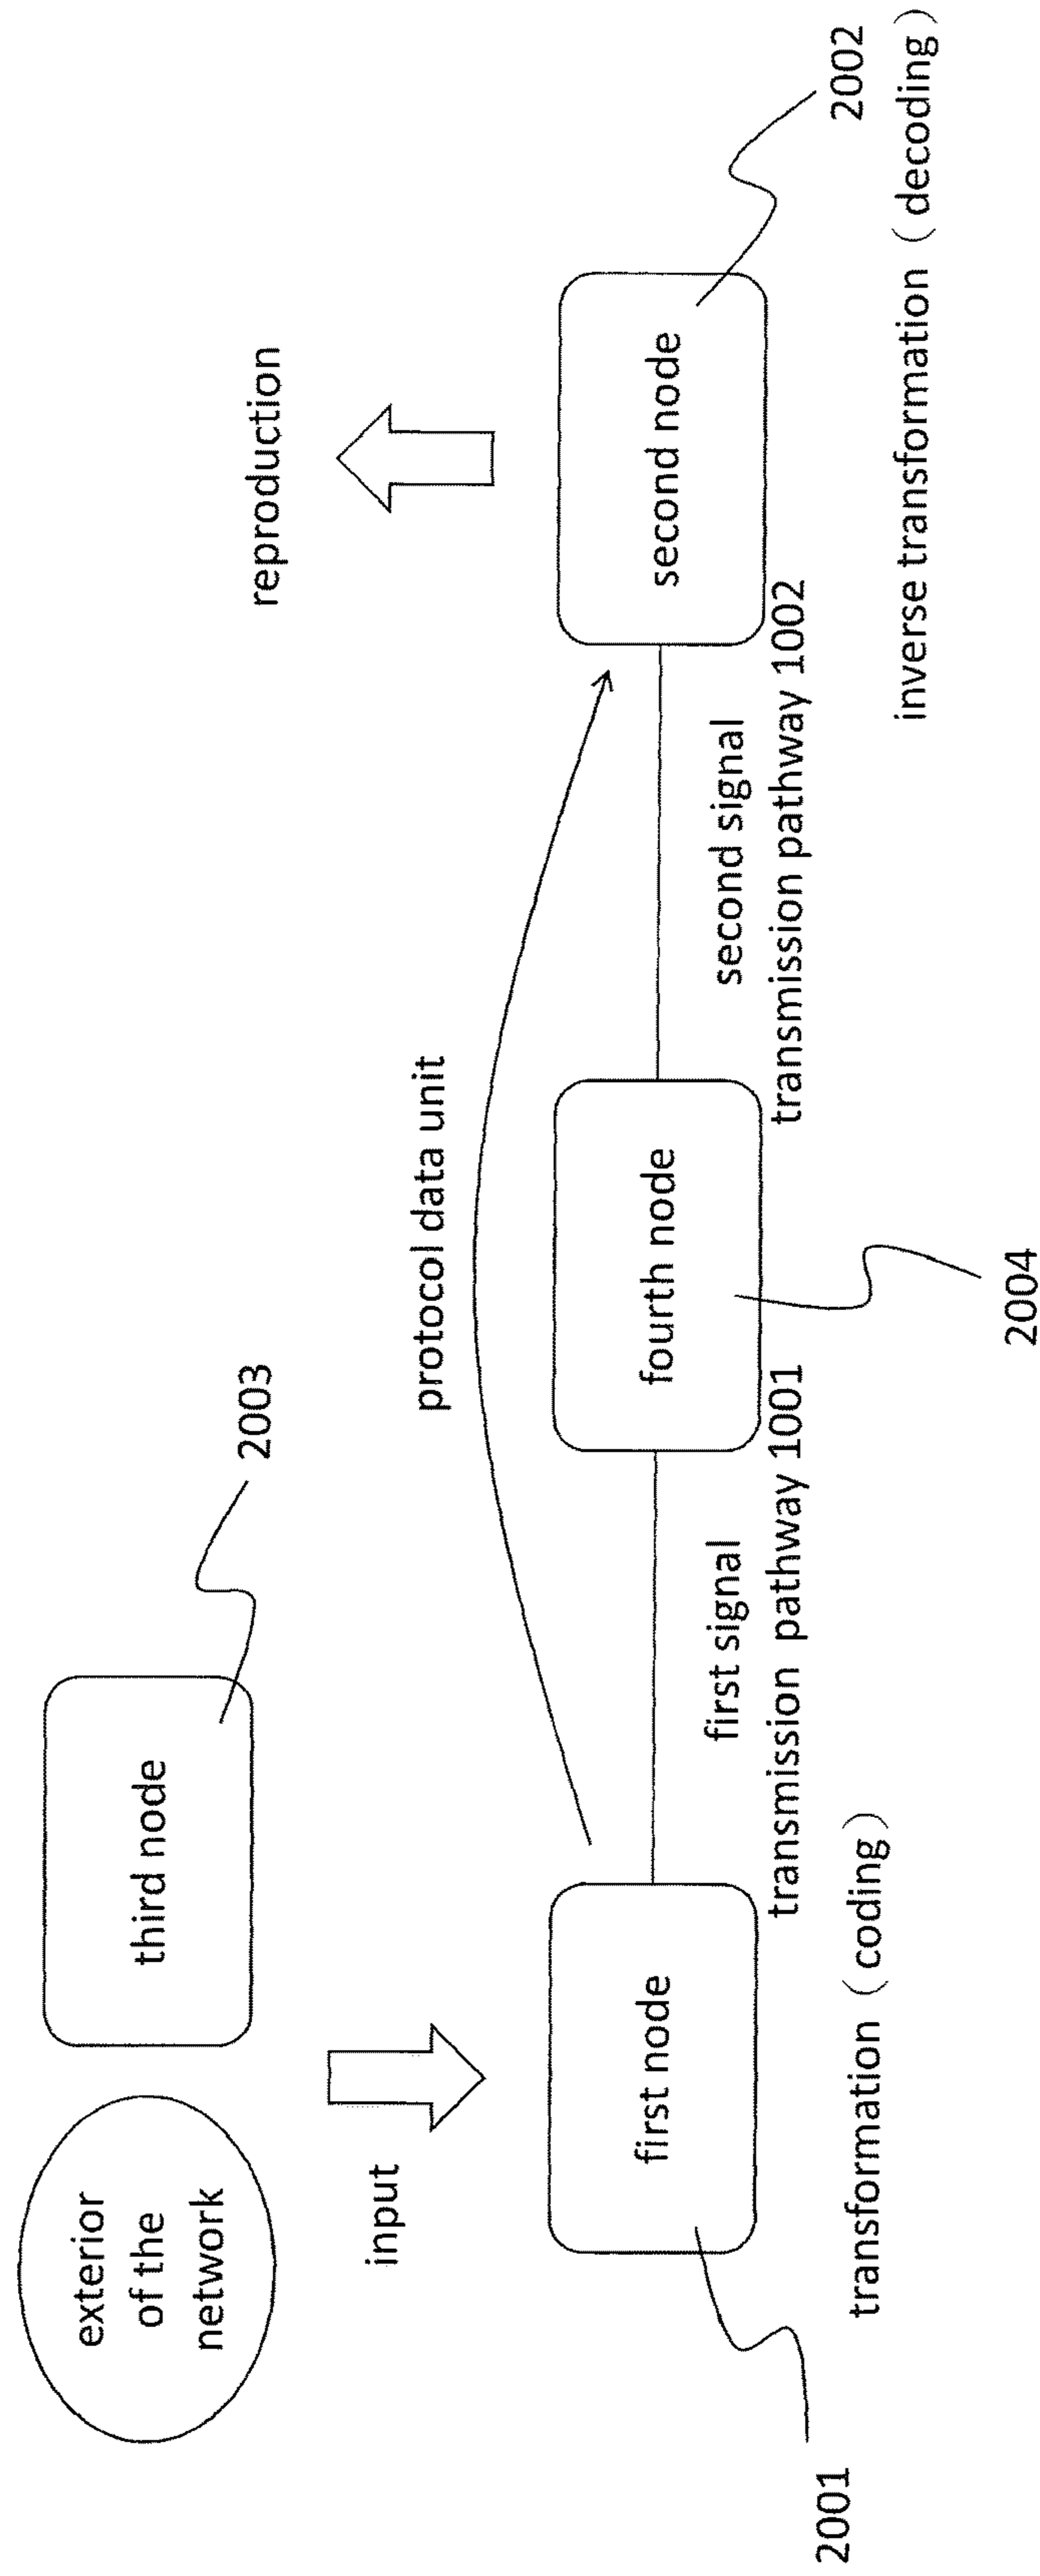 exterior
of the
network
third node
2003
input
reproduction
protocol data unit
first node
fourth node
second node
first signal
transmission pathway 1001
second signal
transmission pathway 1002
2001
transformation（coding）
2004
2002
inverse transformation（decoding）